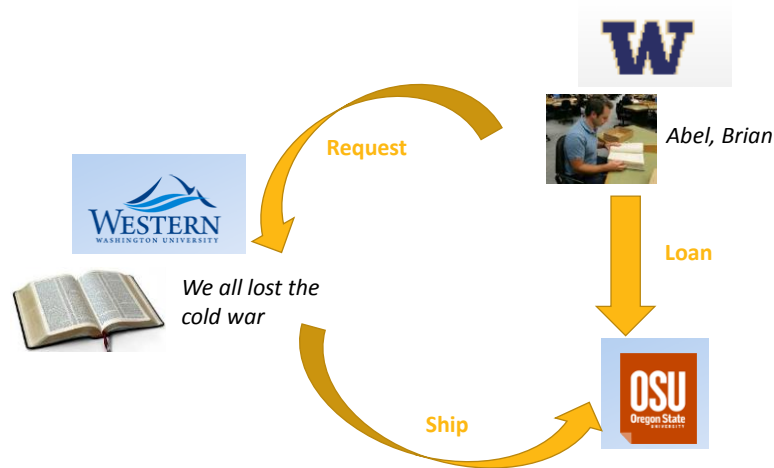 W
Abel, Brian
Request
WESTERN
WASHINGTON UNIVERSITY
Loan
We all lost the
cold war
OSU
Oregon State
UNIVERSITY
Ship